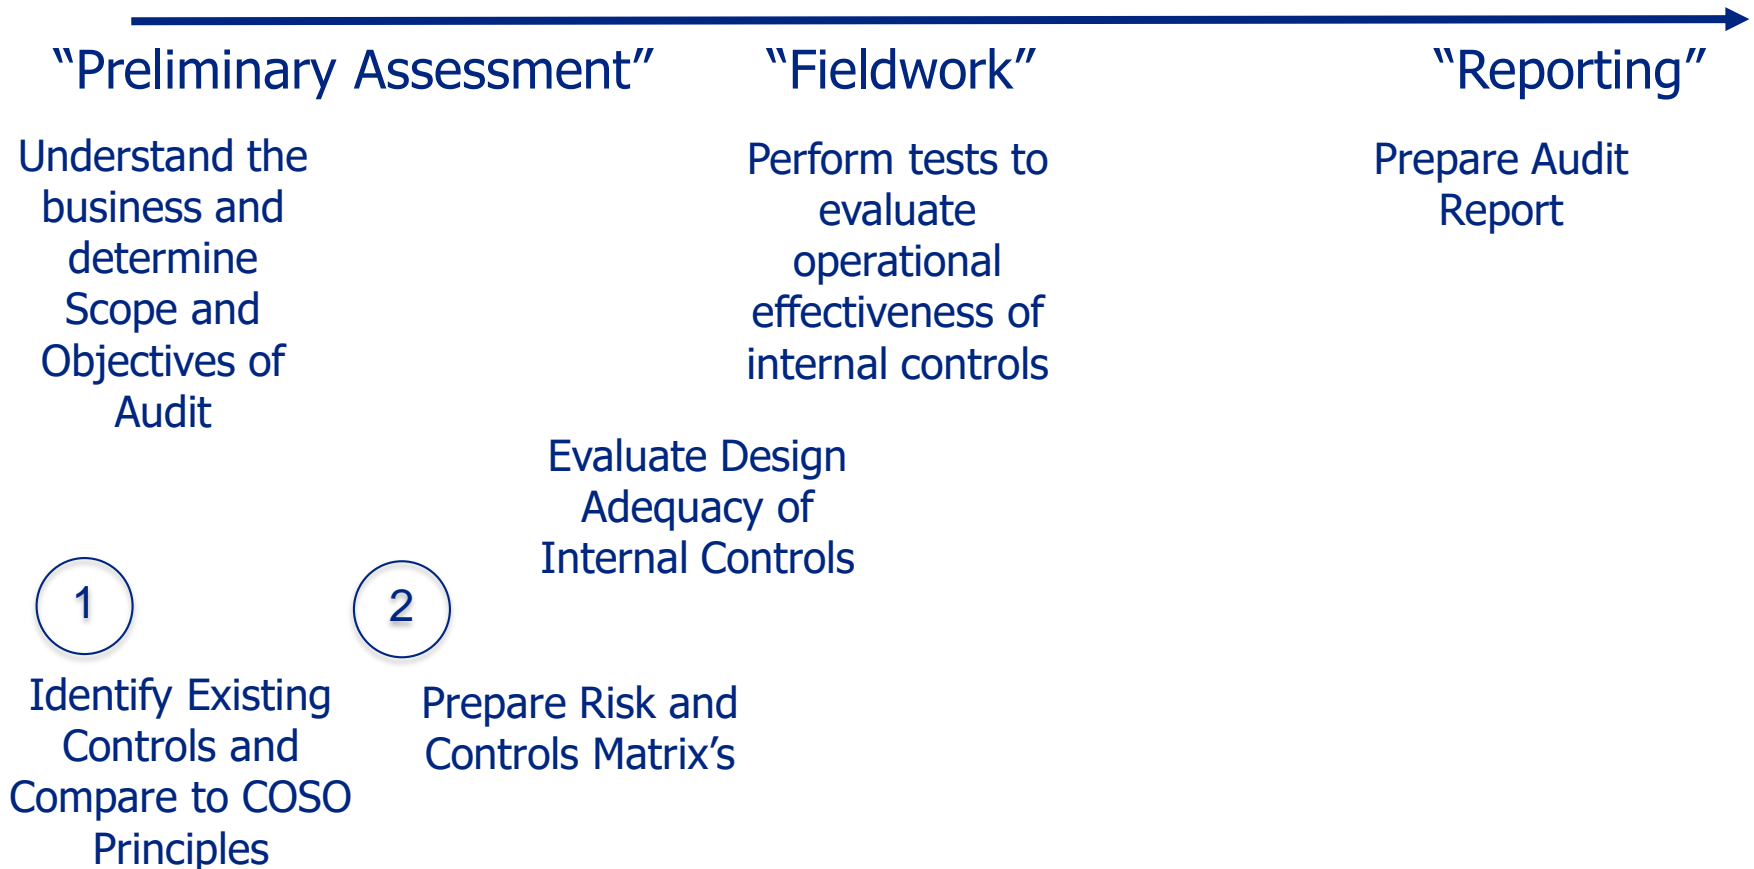 “Preliminary Assessment”
“Fieldwork”
“Reporting”
Understand the
business and
determine
Scope and
Objectives of
Audit
Perform tests to
evaluate
operational
effectiveness of
internal controls
Prepare Audit
Report
Evaluate Design
Adequacy of
Internal Controls
1
2
Identify Existing
Controls and
Compare to COSO
Principles
Prepare Risk and
Controls Matrix’s